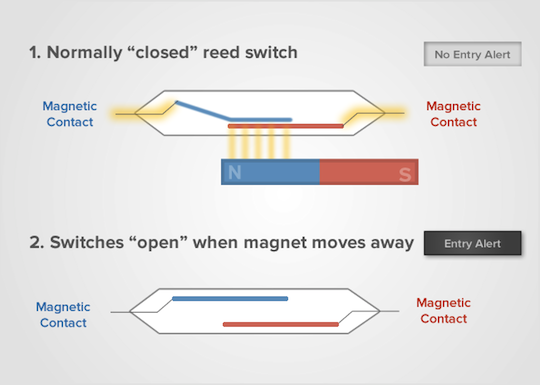 1. Normally “closed” reed switch
No Entry Alert
Magnetic
Contact
Magnetic
Contact
N
S
2. Switches “open” when magnet moves away
Entry Alert
Magnetic
Contact
Magnetic
Contact